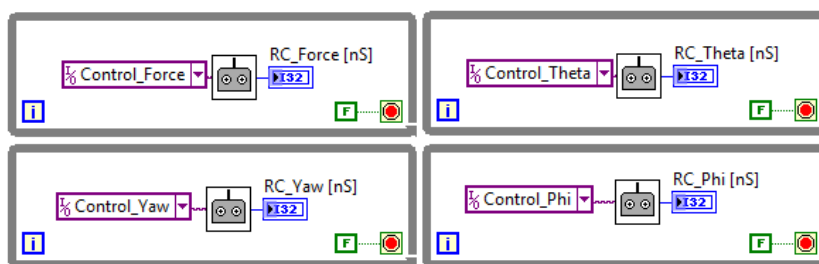 RC_Force [nS]
I/O Control_Force
I32
i
F
RC_Theta [nS]
I/O Control_Theta
I32
i
F
RC_Yaw [nS]
I/O Control_Yaw
I32
i
F
RC_Phi [nS]
I/O Control_Phi
I32
i
F